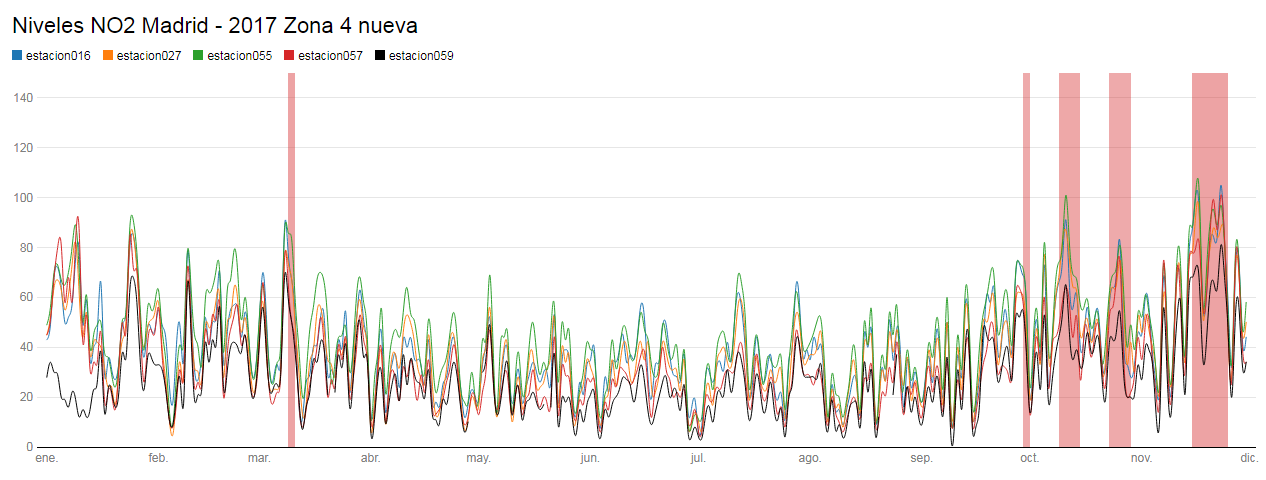 Niveles NO2 Madrid - 2017 Zona 4 nueva
estacion016 estacion027 estacion055 estacion057 estacion059
140
120
100
80
60
40
20
0
ene. feb. mar. abr. may. jun. jul. ago. sep. oct. nov. dic.